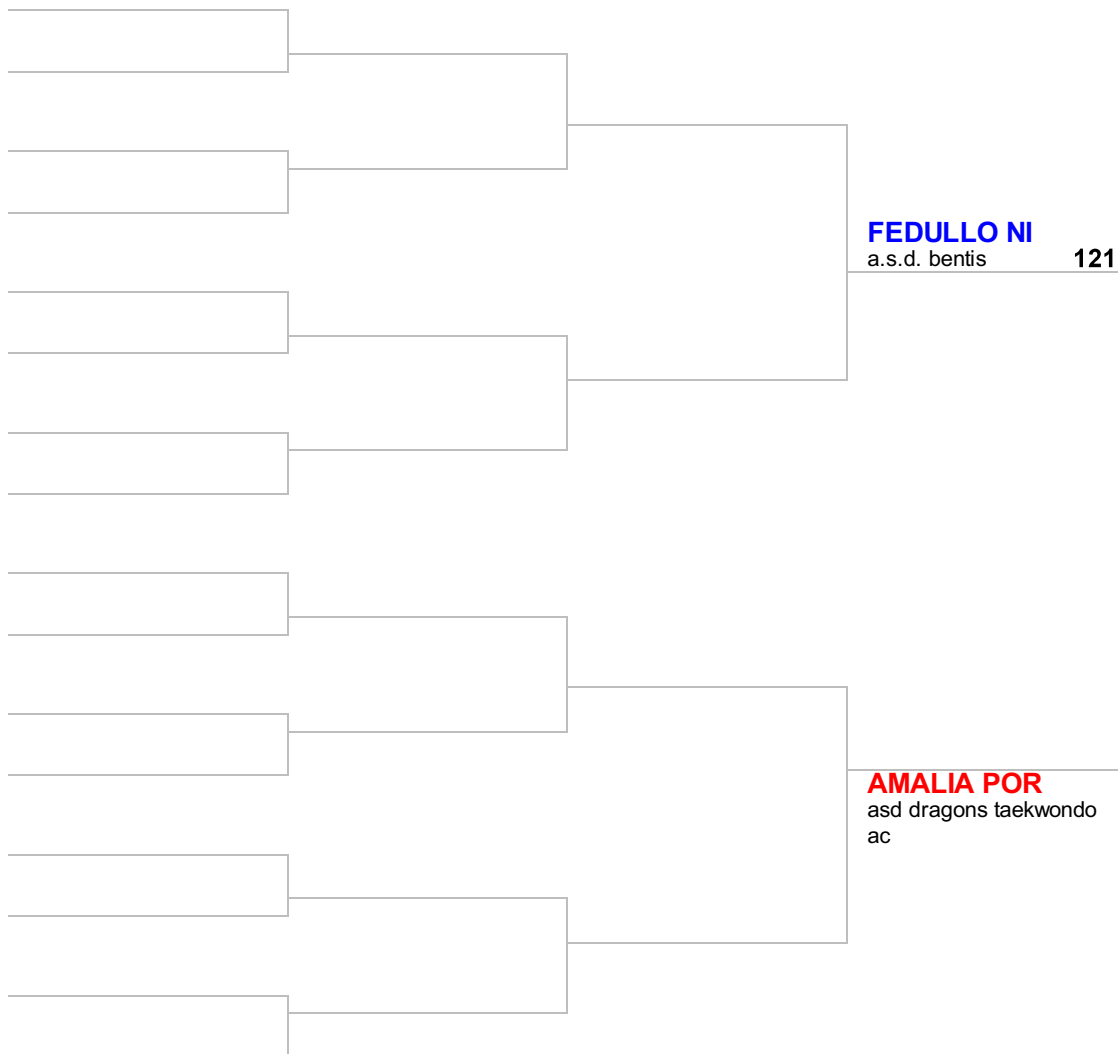 FEDULLO NI
a.s.d. bentis 121
AMALIA POR
asd dragons taekwondo
ac